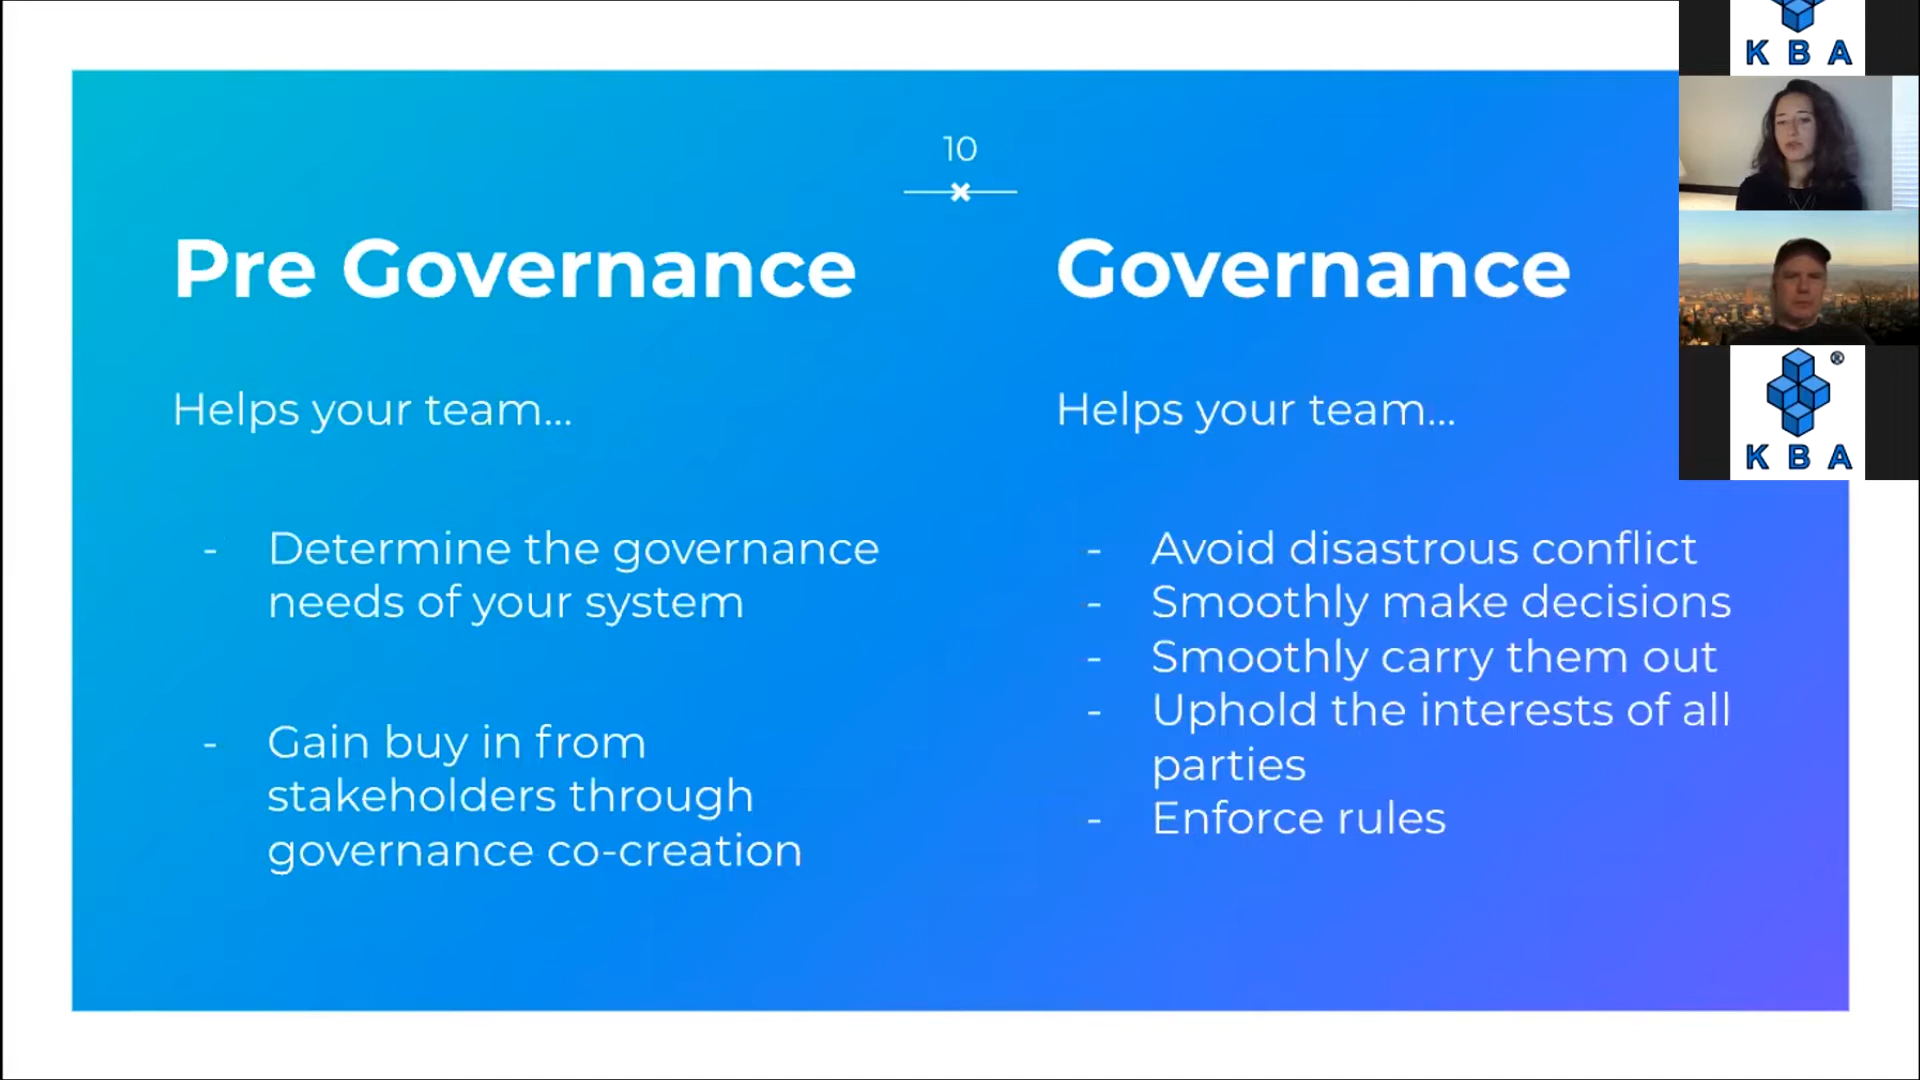 10
Pre Governance
Helps your team...
- Determine the governance
needs of your system
- Gain buy in from
stakeholders through
governance co-creation
Governance
Helps your team...
- Avoid disastrous conflict
- Smoothly make decisions
- Smoothly carry them out
- Uphold the interests of all
parties
- Enforce rules
K B A
®
K B A